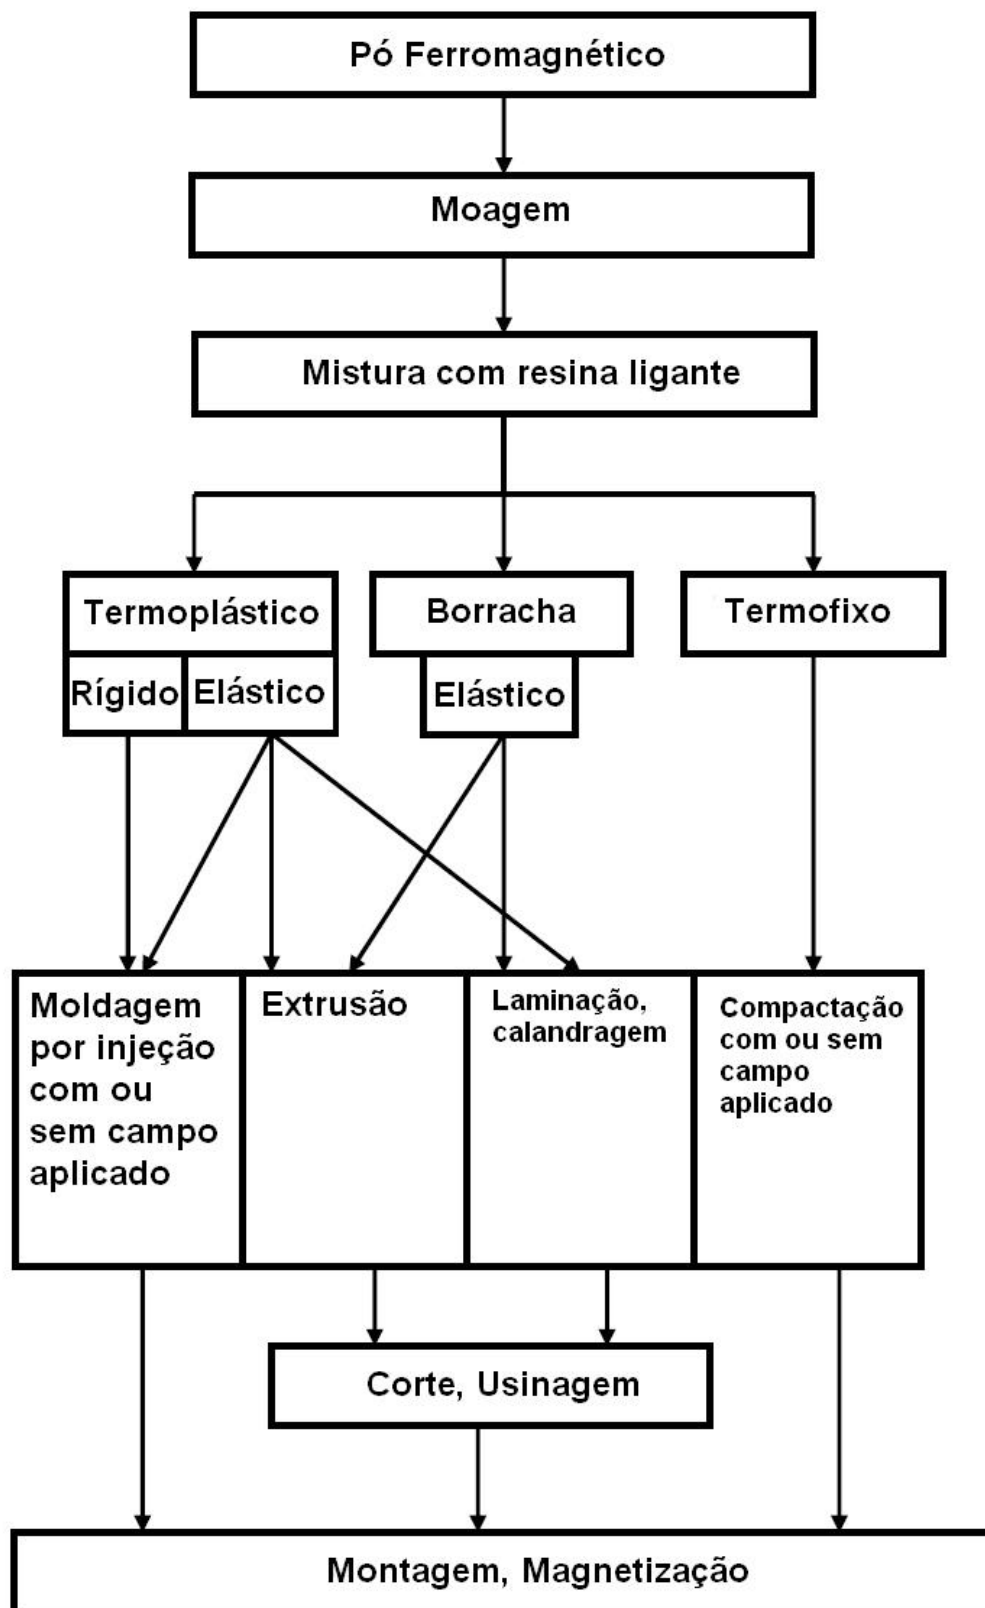 Pó Ferromagnético
Moagem
Mistura com resina ligante
Termoplástico
Borracha
Termofixo
Rígido
Elástico
Elástico
Moldagem
por injeção
com ou
sem campo
aplicado
Extrusão
Laminação,
calandragem
Compactação
com ou sem
campo
aplicado
Corte, Usinagem
Montagem, Magnetização